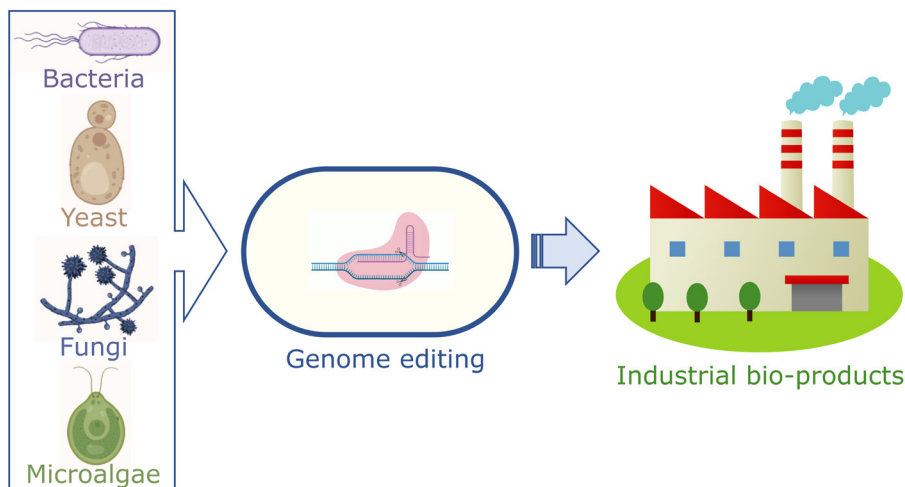 Bacteria
Yeast
Fungi
Microalgae
Genome editing
Industrial bio-products